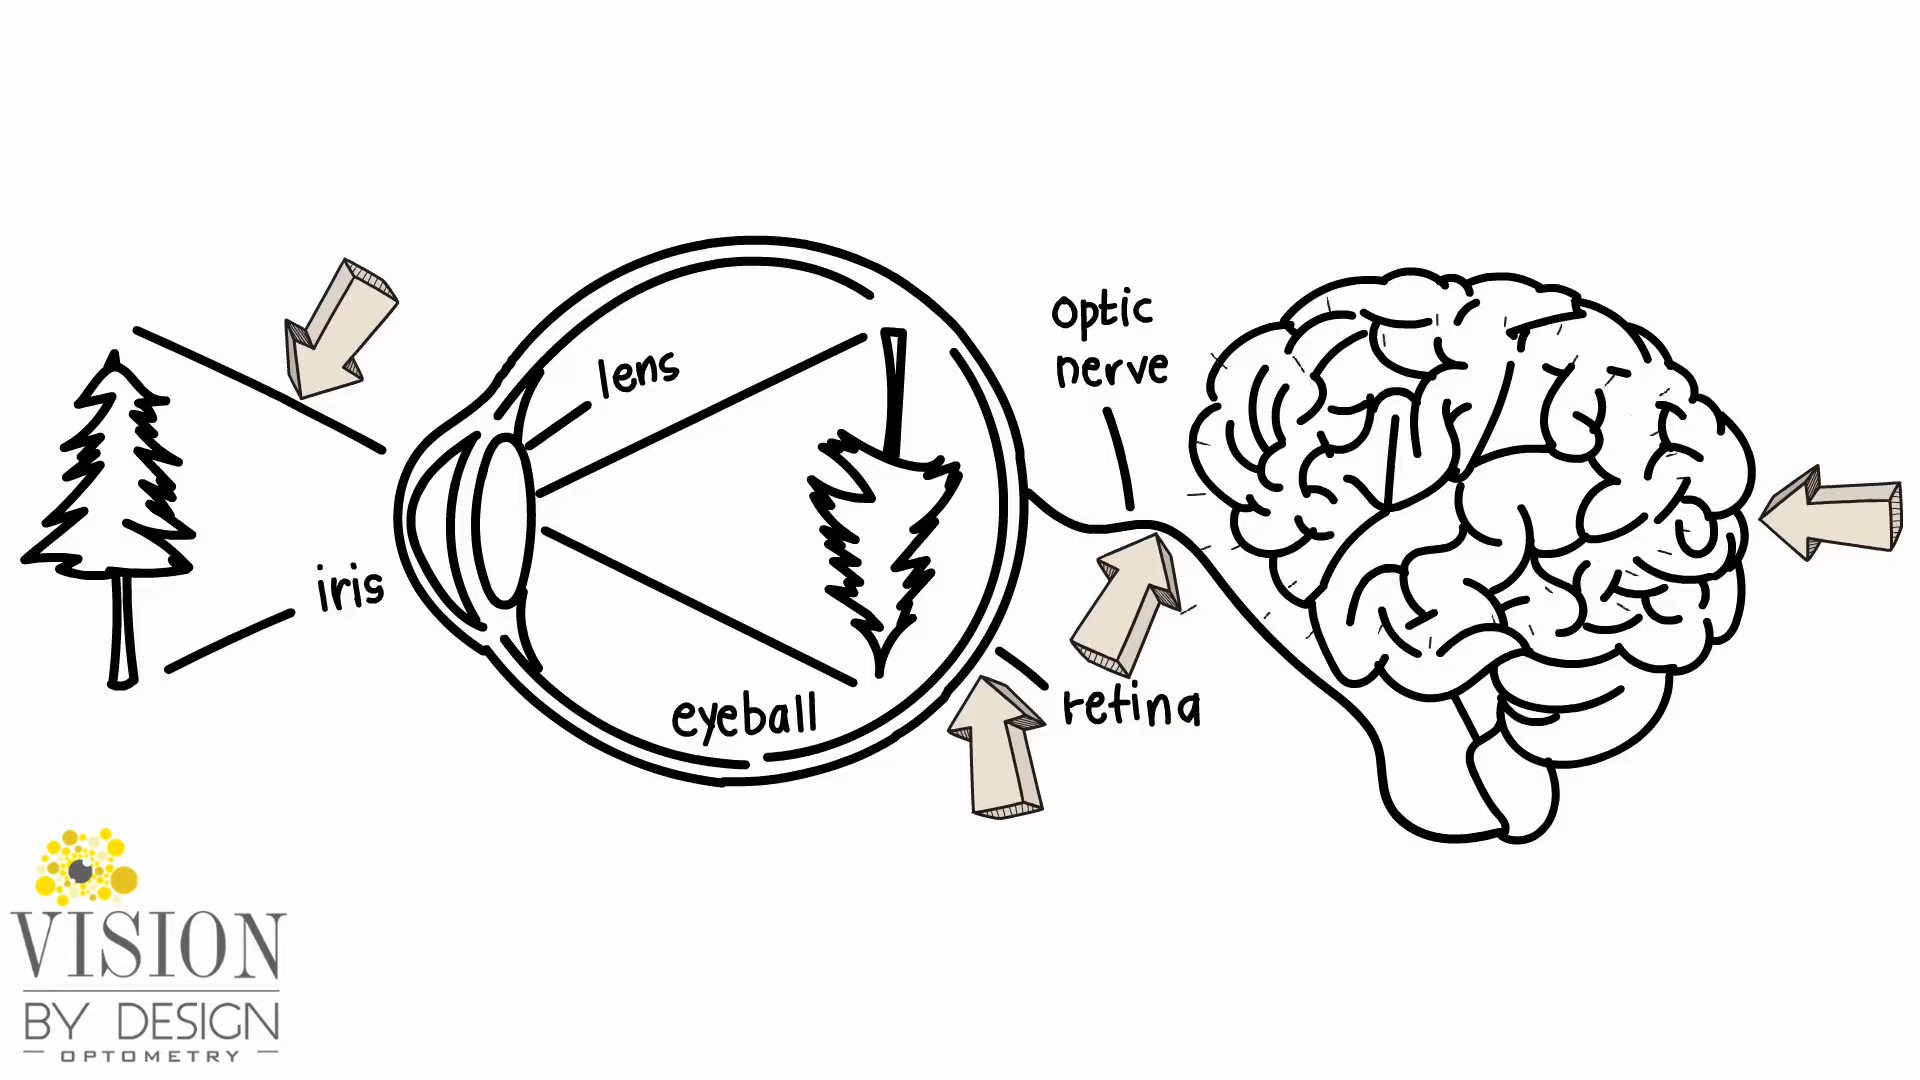 optic
nerve
lens
iris
eyeball
retina
VISION
BY DESIGN
OPTOMETRY